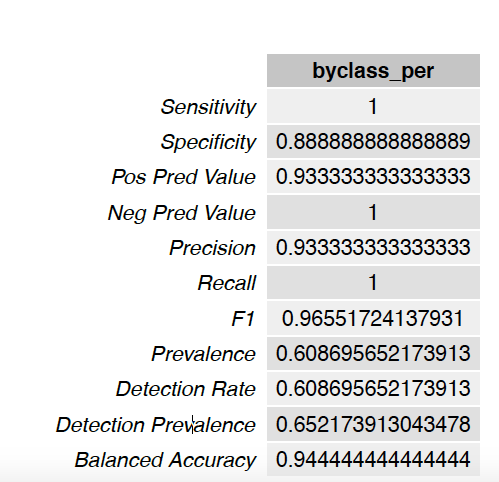 byclass_per
Sensitivity 1
Specificity 0.888888888888889
Pos Pred Value 0.933333333333333
Neg Pred Value 1
Precision 0.933333333333333
Recall 1
F1 0.96551724137931
Prevalence 0.608695652173913
Detection Rate 0.608695652173913
Detection Prevalence 0.652173913043478
Balanced Accuracy 0.944444444444444